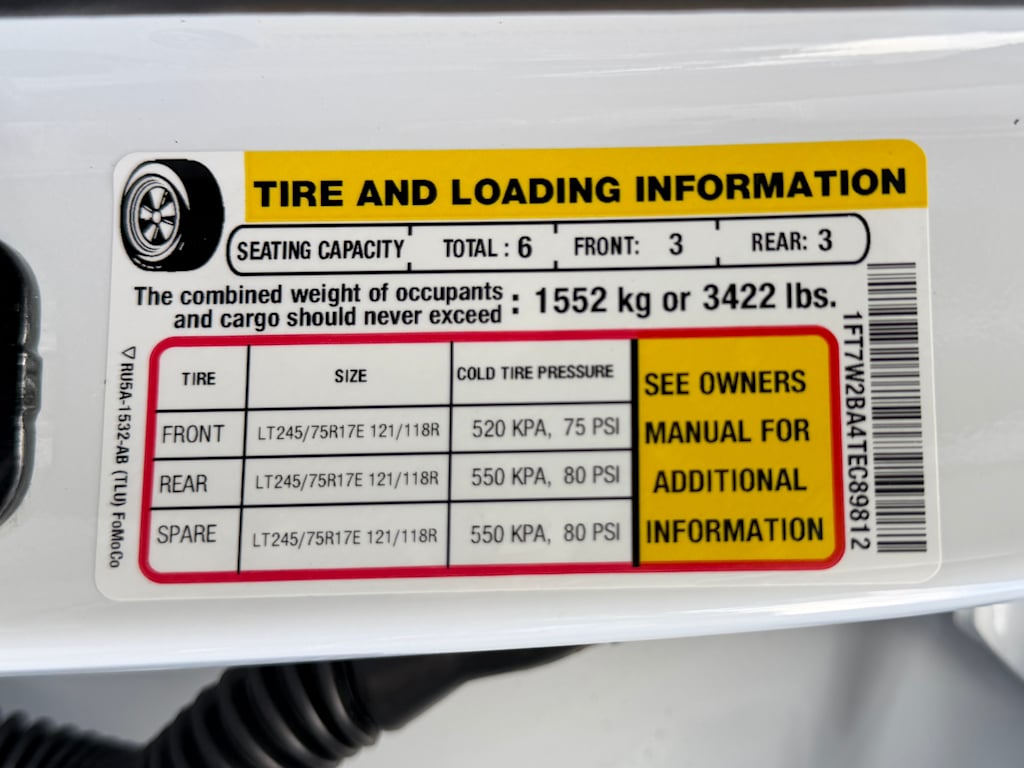 TIRE AND LOADING INFORMATION
SEATING CAPACITY TOTAL : 6 FRONT: 3 REAR: 3
The combined weight of occupants
and cargo should never exceed : 1552 kg or 3422 lbs.
TIRE SIZE COLD TIRE PRESSURE
FRONT LT245/75R17E 121/118R 520 KPA, 75 PSI
REAR LT245/75R17E 121/118R 550 KPA, 80 PSI
SPARE LT245/75R17E 121/118R 550 KPA, 80 PSI
SEE OWNERS
MANUAL FOR
ADDITIONAL
INFORMATION
1FT7W2BA4TEC89812
RU5A-1532-AB (TLU) FoMoCo